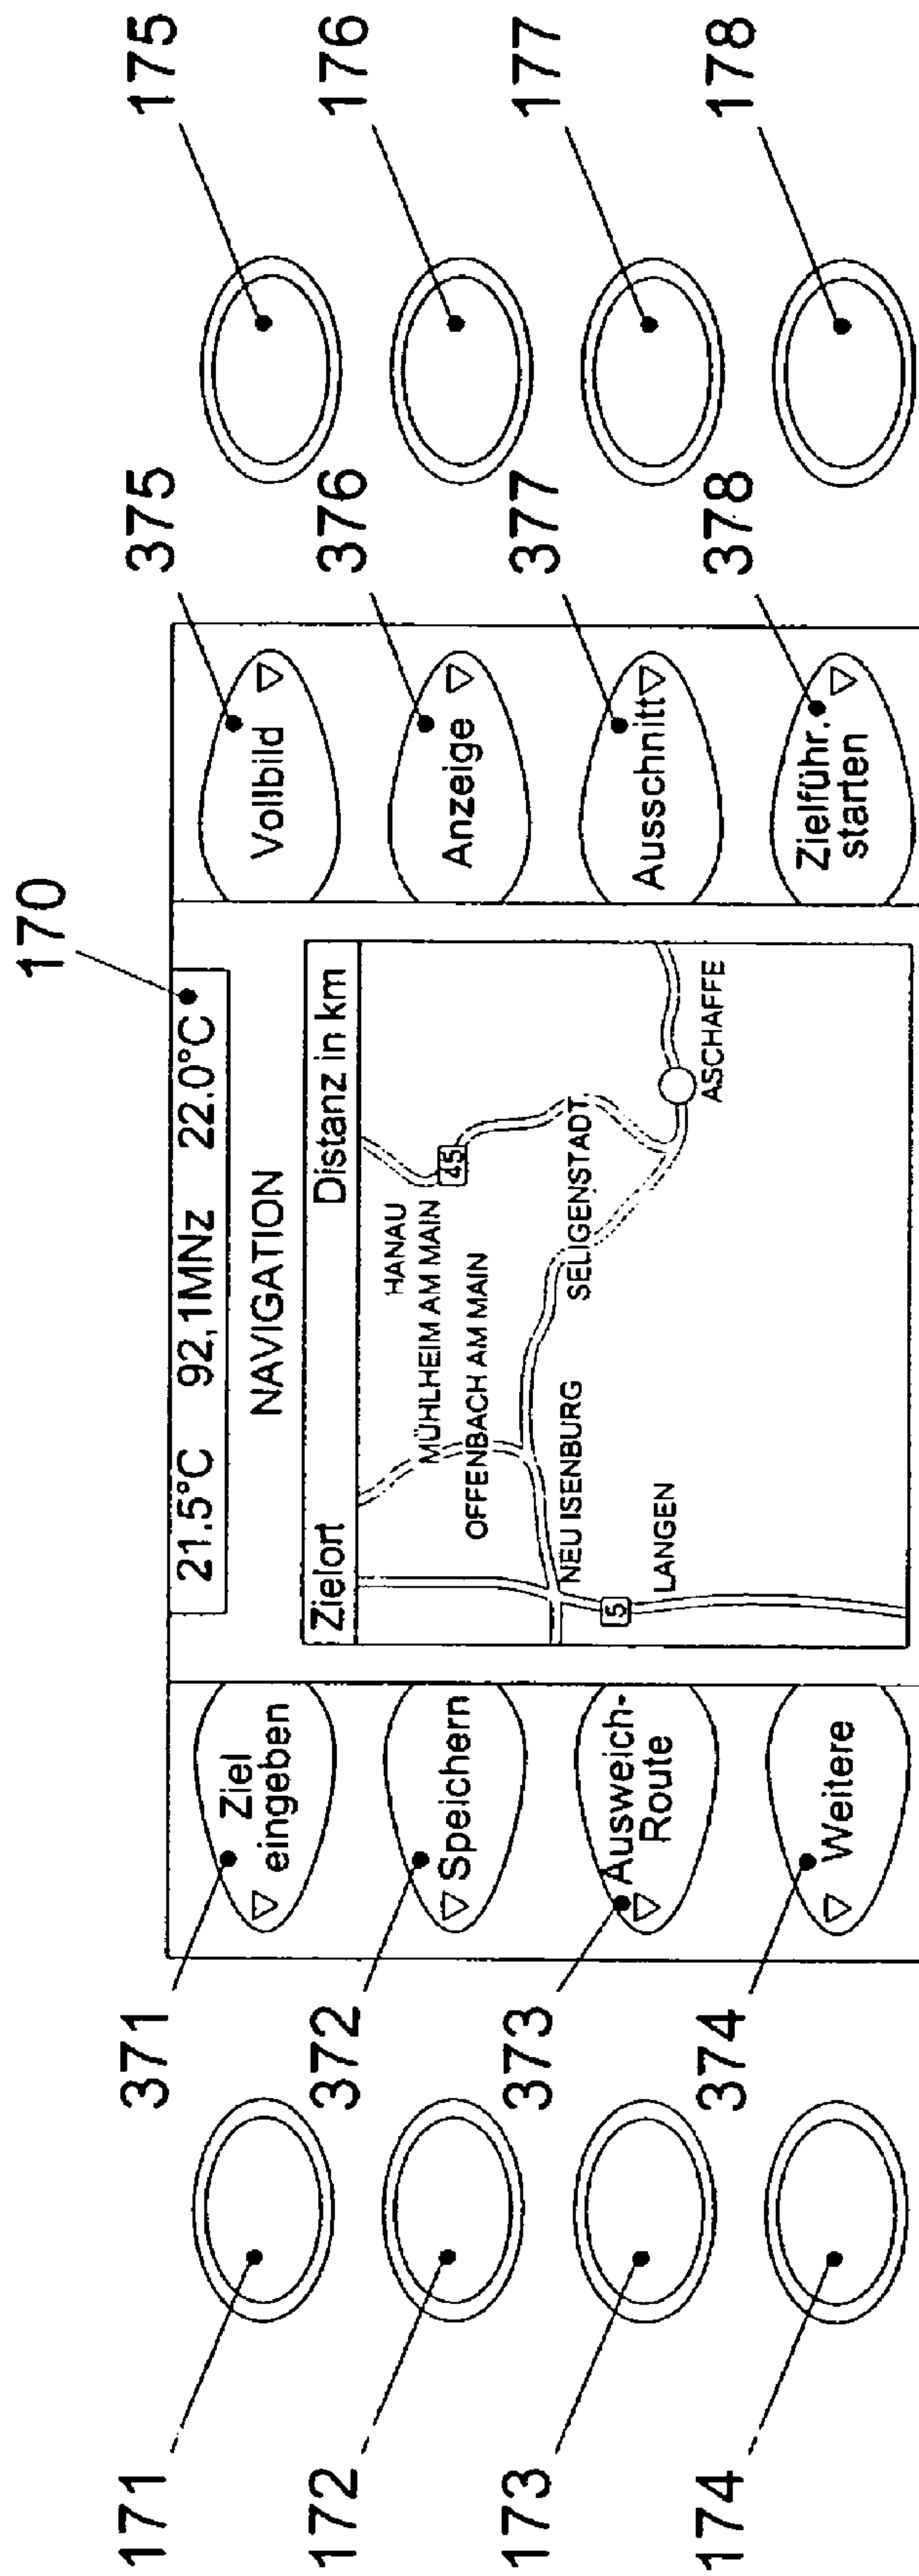 170
21.5°C 92,1MNz 22.0°C
NAVIGATION
Zielort Distanz in km
HANAU
MÜHLHEIM AM MAIN
45
OFFENBACH AM MAIN
SELIGENSTADT
NEU ISENBURG
5
LANGEN
ASCHAFFE
171
371
Ziel
eingeben
172
372
Speichern
173
373
Ausweich-
Route
174
374
Weitere
375
175
Vollbild
376
176
Anzeige
377
177
Ausschnitt
378
178
Zielführ.
starten